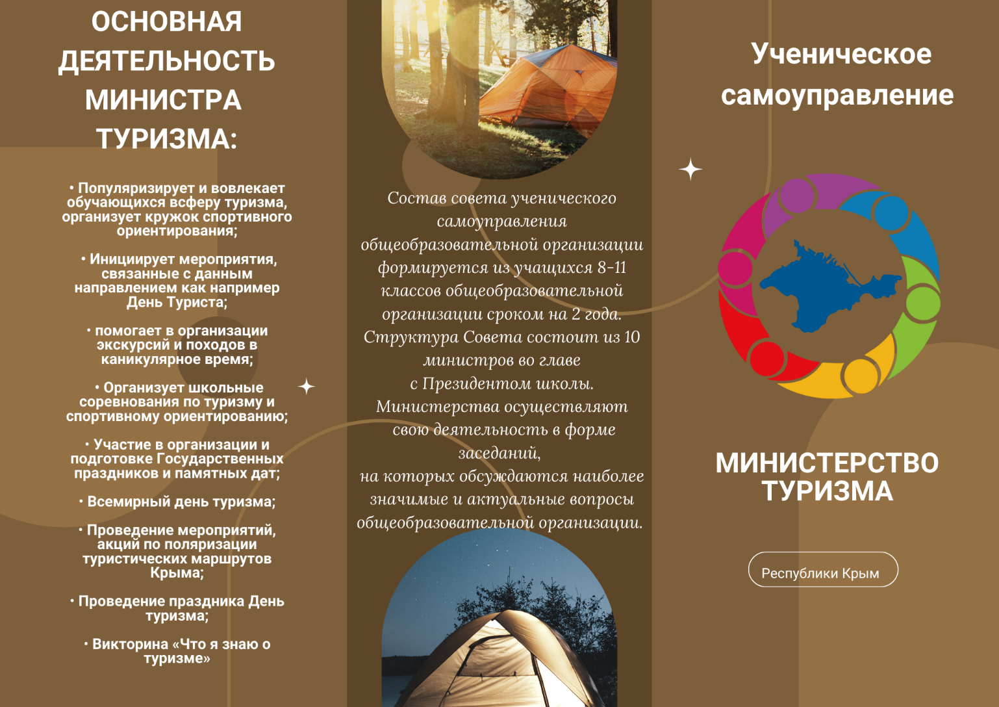 ОСНОВНАЯ
ДЕЯТЕЛЬНОСТЬ
МИНИСТРА
ТУРИЗМА:
• Популяризирует и вовлекает
обучающихся всферу туризма,
организует кружок спортивного
ориентирования;
• Инициирует мероприятия,
связанные с данным
направлением как например
День Туриста;
• помогает в организации
экскурсий и походов в
каникулярное время;
• Организует школьные
соревнования по туризму и
спортивному ориентированию;
• Участие в организации и
подготовке Государственных
праздников и памятных дат;
• Всемирный день туризма;
• Проведение мероприятий,
акций по поляризации
туристических маршрутов
Крыма;
• Проведение праздника День
туризма;
• Викторина «Что я знаю о
туризме»
Состав совета ученического
самоуправления
общеобразовательной организации
формируется из учащихся 8-11
классов общеобразовательной
организации сроком на 2 года.
Структура Совета состоит из 10
министров во главе
с Президентом школы.
Министерства осуществляют
свою деятельность в форме
заседаний,
на которых обсуждаются наиболее
значимые и актуальные вопросы
общеобразовательной организации.
Ученическое
самоуправление
МИНИСТЕРСТВО
ТУРИЗМА
Республики Крым